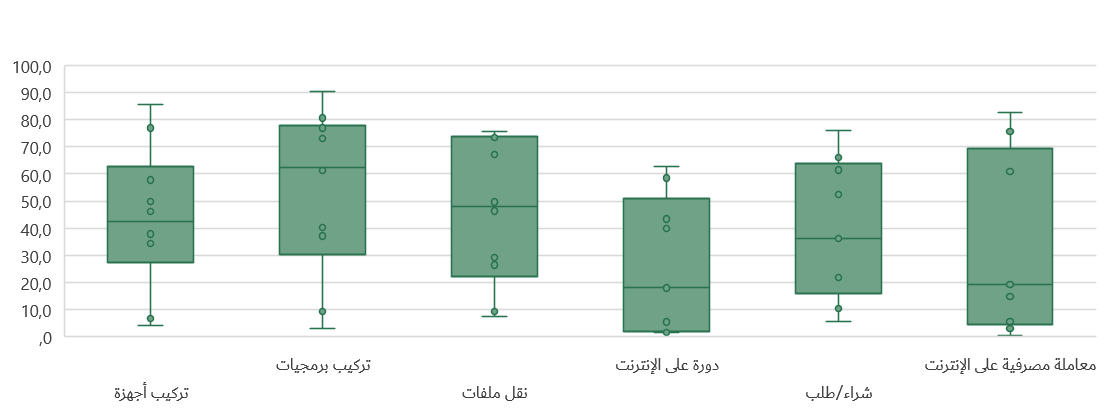 100,0
90,0
80,0
70,0
60,0
50,0
40,0
30,0
20,0
10,0
,0
تركيب أجهزة
تركيب برمجيات
نقل ملفات
دورة على الإنترنت
شراء/طلب
معاملة مصرفية على الإنترنت